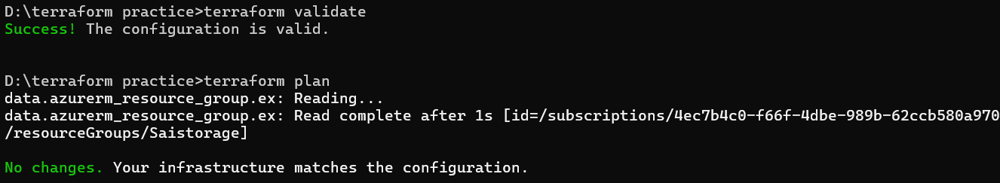 D:\terraform practice>terraform validate
Success! The configuration is valid.
D:\terraform practice>terraform plan
data.azurerm_resource_group.ex: Reading...
data.azurerm_resource_group.ex: Read complete after 1s [id=/subscriptions/4ec7b4c0-f66f-4dbe-989b-62ccb580a970
/resourceGroups/Saistorage]
No changes. Your infrastructure matches the configuration.